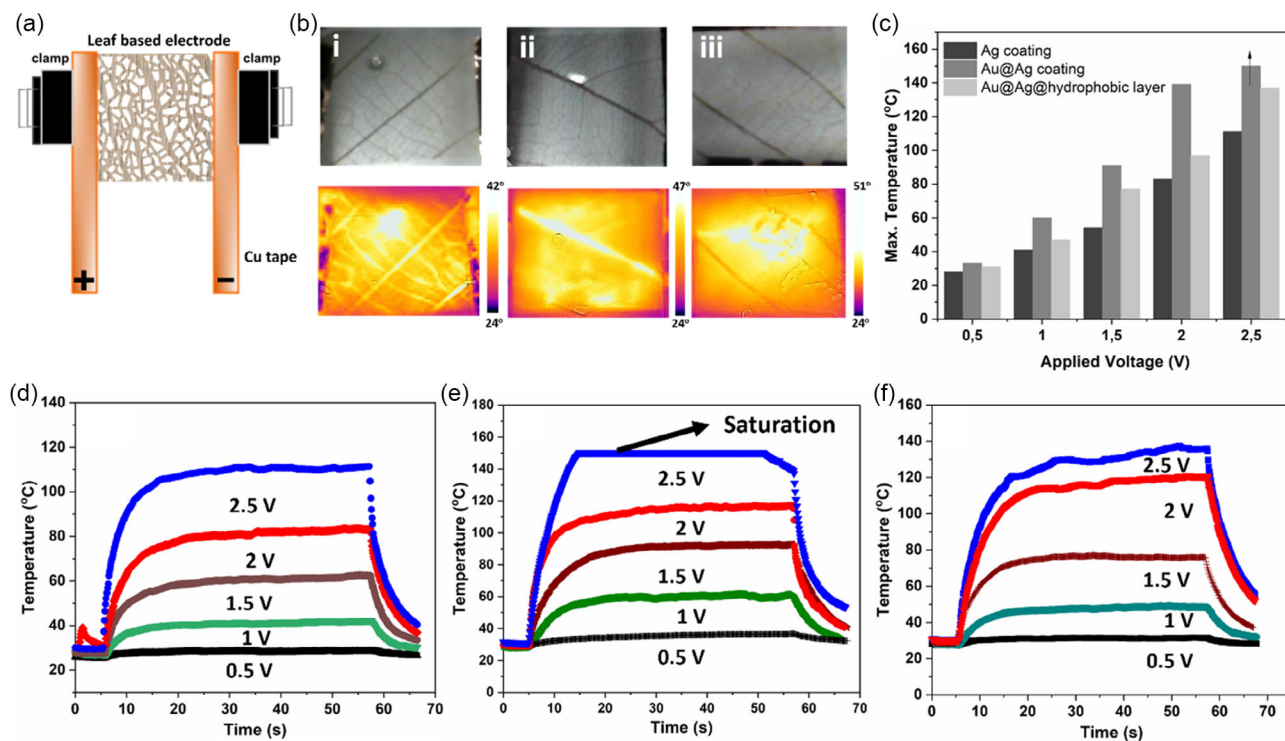 (a)
Leaf based electrode
clamp
clamp
Cu tape
+
−
(b)
i
ii
iii
42°
24°
47°
24°
51°
24°
(c)
Max. Temperature (°C)
160
140
120
100
80
60
40
20
0
Ag coating
Au@Ag coating
Au@Ag@hydrophobic layer
0,5
1
1,5
2
2,5
Applied Voltage (V)
(d)
Temperature (°C)
140
120
100
80
60
40
20
2.5 V
2 V
1.5 V
1 V
0.5 V
0
10
20
30
40
50
60
70
Time (s)
(e)
Temperature (°C)
180
160
140
120
100
80
60
40
20
0
Saturation
2.5 V
2 V
1.5 V
1 V
0.5 V
0
10
20
30
40
50
60
70
Time (s)
(f)
Temperature (°C)
160
140
120
100
80
60
40
20
0
2.5 V
2 V
1.5 V
1 V
0.5 V
0
10
20
30
40
50
60
70
Time (s)